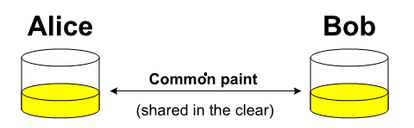 Alice
Bob
Common paint
(shared in the clear)